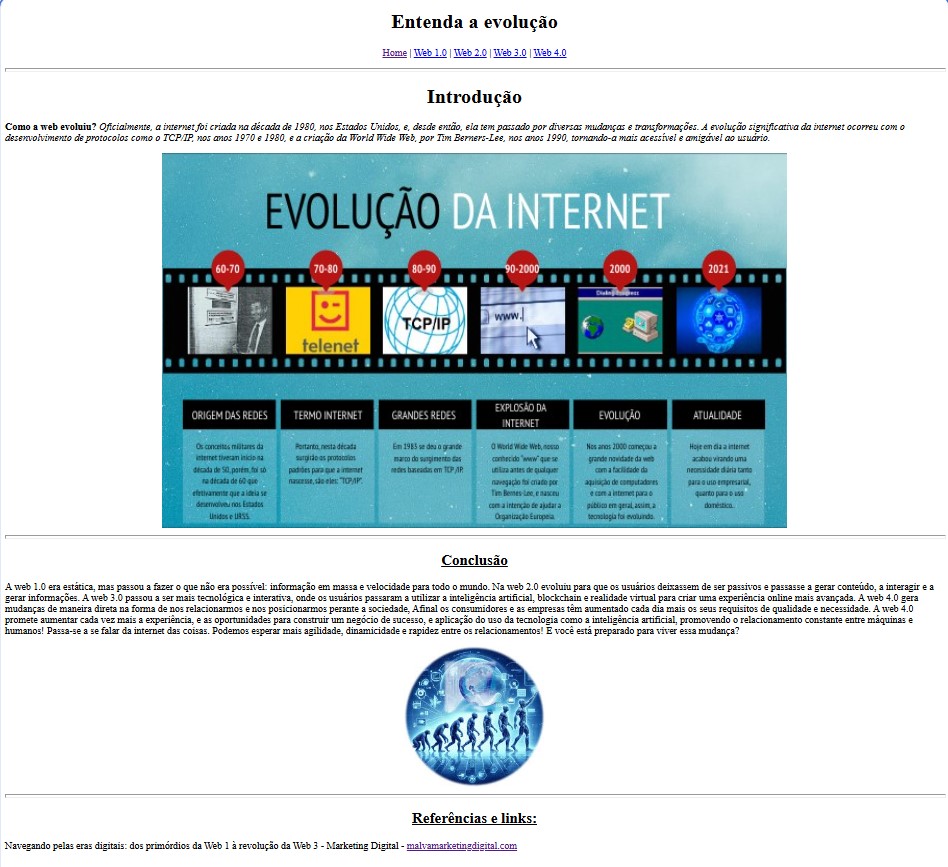 Entenda a evolução
Home | Web 1.0 | Web 2.0 | Web 3.0 | Web 4.0
Introdução
Como a web evoluiu? Oficialmente, a internet foi criada na década de 1980, nos Estados Unidos, e, desde então, ela tem passado por diversas mudanças e transformações. A evolução significativa da internet ocorreu com o
desenvolvimento de protocolos como o TCP/IP, nos anos 1970 e 1980, e a criação da World Wide Web, por Tim Berners-Lee, nos anos 1990, tornando-a mais acessível e amigável ao usuário.
EVOLUÇÃO DA INTERNET
60-70
70-80
80-90
90-2000
2000
2021
telenet
TCP/IP
www.
ORIGEM DAS REDES
Os conceitou militares da
internet tiveram início na
década de 50, porém, foi só
na década de 60 que
efetivamente que a ideia se
desenvolveu nos Estados
Unidos e URSS.
TERMO INTERNET
Portanto, nesta década
surgirão os protocolos
padrões para que a internet
nascesse, são eles: "TCP/IP".
GRANDES REDES
Em 1983 se deu o grande
marco do surgimento das
redes baseadas em TCP/IP.
EXPLOSÃO DA
INTERNET
O World Wide Web, nosso
conhecido "www" que se
utiliza antes de qualquer
navegação foi criado por
Tim Bernes-Lee, e nasceu
com a intenção de ajudar a
Organização Europeia.
EVOLUÇÃO
Nos anos 2000 começou a
grande novidade da web
com a facilidade da
aquisição de computadores
e com a internet para o
público em geral, assim, a
tecnologia foi evoluindo.
ATUALIDADE
Hoje em dia a internet
acabou virando uma
necessidade diária tanto
para o uso empresarial,
quanto para o uso
doméstico.
Conclusão
A web 1.0 era estática, mas passou a fazer o que não era possível: informação em massa e velocidade para todo o mundo. Na web 2.0 evoluiu para que os usuários deixassem de ser passivos e passasse a gerar conteúdo, a interagir e a
gerar informações. A web 3.0 passou a ser mais tecnológica e interativa, onde os usuários passaram a utilizar a inteligência artificial, blockchain e realidade virtual para criar uma experiência online mais avançada. A web 4.0 gera
mudanças de maneira direta na forma de nos relacionarmos e nos posicionarmos perante a sociedade, Afinal os consumidores e as empresas têm aumentado cada dia mais os seus requisitos de qualidade e necessidade. A web 4.0
promete aumentar cada vez mais a experiência, e as oportunidades para construir um negócio de sucesso, e aplicação do uso da tecnologia como a inteligência artificial, promovendo o relacionamento constante entre máquinas e
humanos! Passa-se a se falar da internet das coisas. Podemos esperar mais agilidade, dinamicidade e rapidez entre os relacionamentos! E você está preparado para viver essa mudança?
Referências e links:
Navegando pelas eras digitais: dos primórdios da Web 1 à revolução da Web 3 - Marketing Digital - malvamarketingdigital.com